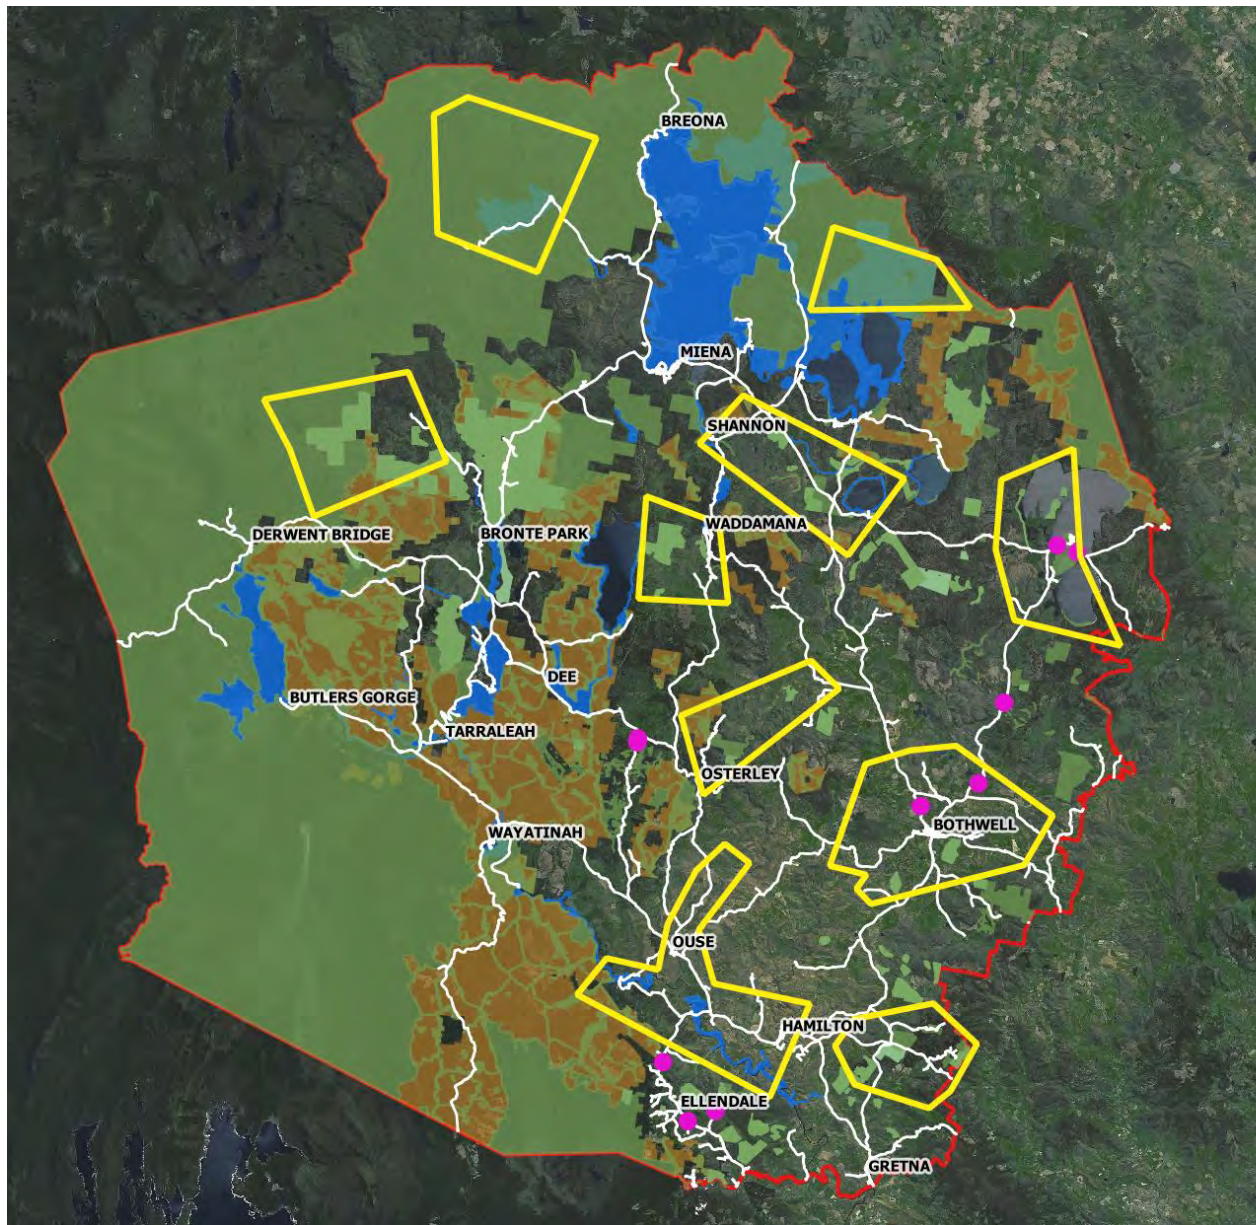 BREONA
MIENA
SHANNON
WADDAMANA
DERWENT BRIDGE
BRONTE PARK
DEE
BUTLERS GORGE
TARRALEAH
OSTERLEY
BOTHWELL
WAYATINAH
OUSE
HAMILTON
ELLENDALE
GRETNA